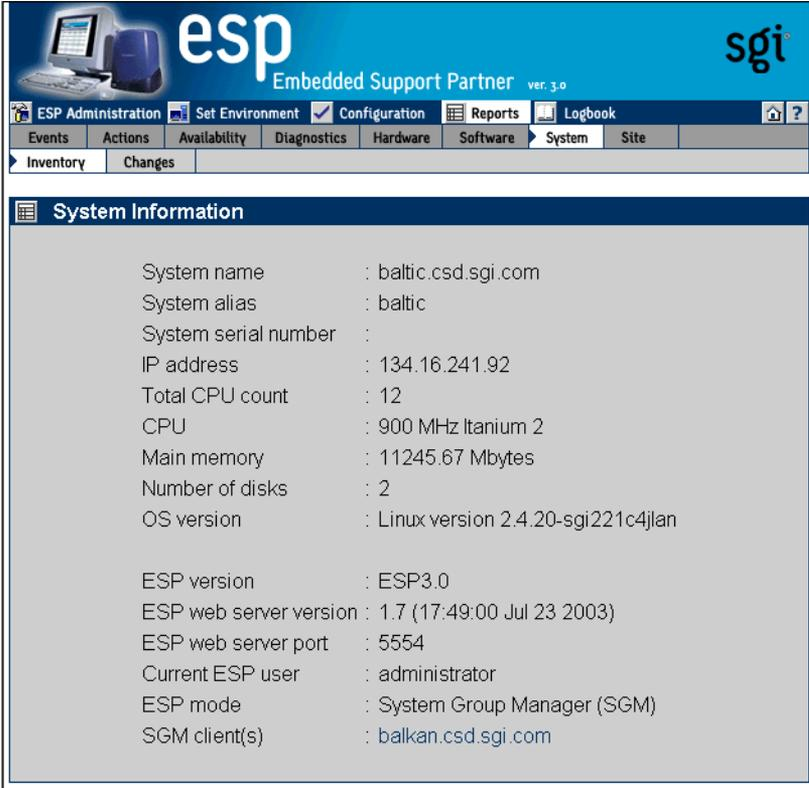 esp
Embedded Support Partner ver. 3.0
sgi
ESP Administration Set Environment Configuration Reports Logbook ?
Events Actions Availability Diagnostics Hardware Software System Site
Inventory Changes
System Information
System name : baltic.csd.sgi.com
System alias : baltic
System serial number :
IP address : 134.16.241.92
Total CPU count : 12
CPU : 900 MHz Itanium 2
Main memory : 11245.67 Mbytes
Number of disks : 2
OS version : Linux version 2.4.20-sgi221c4jlan
ESP version : ESP3.0
ESP web server version : 1.7 (17:49:00 Jul 23 2003)
ESP web server port : 5554
Current ESP user : administrator
ESP mode : System Group Manager (SGM)
SGM client(s) : balkan.csd.sgi.com